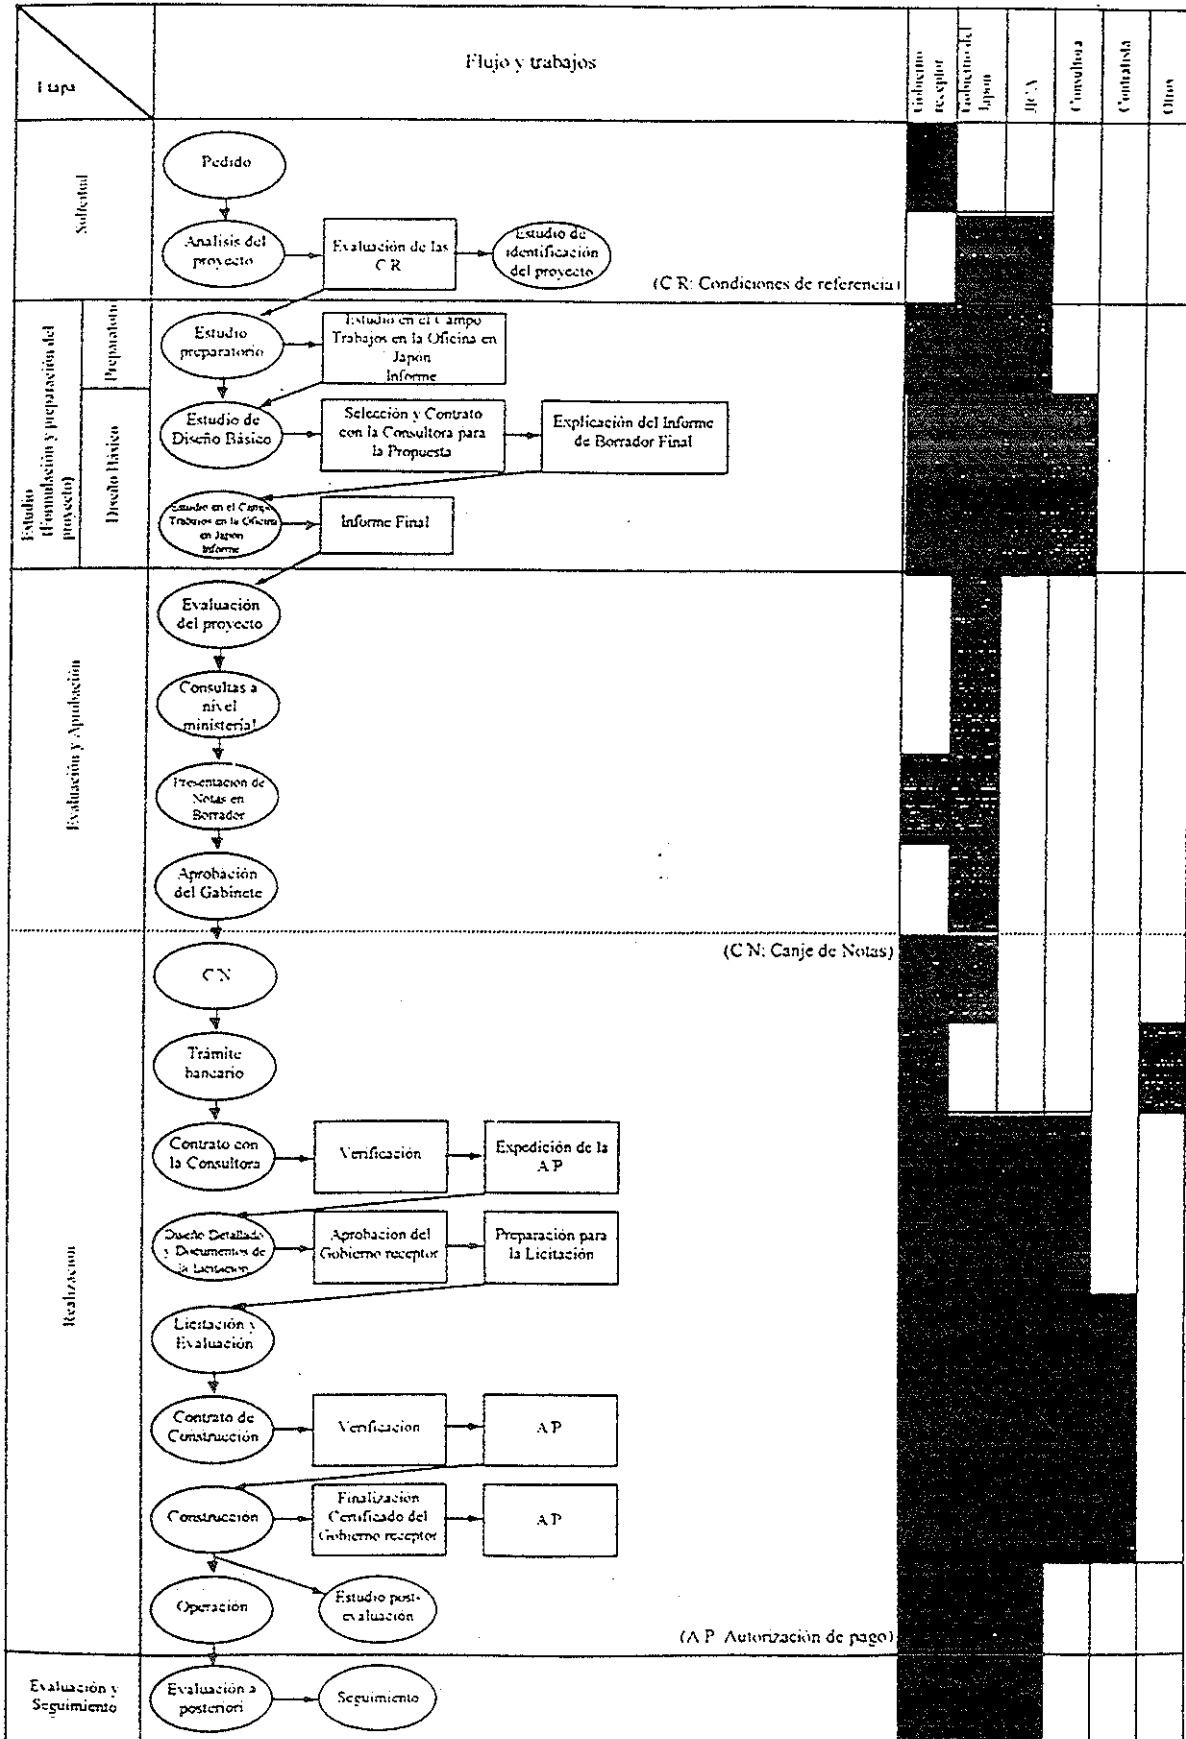 Etapa
Flujo y trabajos
Gobierno
receptor
Gobierno del
Japón
JICA
Consultora
Contratista
Otros
Solicitud
Pedido
Analisis del
proyecto
Evaluación de las
C R
Estudio de
identificación
del proyecto
(C R: Condiciones de referencia)
Estudio
(Formulación y preparación del
proyecto)
Preparatorio
Estudio
preparatorio
Estudio en el Campo
Trabajos en la Oficina en
Japón
Informe
Diseño Básico
Estudio de
Diseño Básico
Selección y Contrato
con la Consultora para
la Propuesta
Explicación del Informe
de Borrador Final
Estudio en el Campo
Trabajos en la Oficina
en Japón
Informe
Informe Final
Evaluación y Aprobación
Evaluación
del proyecto
Consultas a
nivel
ministerial
Presentación de
Notas en
Borrador
Aprobación
del Gabinete
Realización
C N
(C N: Canje de Notas)
Trámite
bancario
Contrato con
la Consultora
Verificación
Expedición de la
A P
Diseño Detallado
y Documentos de
la Licitación
Aprobación del
Gobierno receptor
Preparación para
la Licitación
Licitación y
Evaluación
Contrato de
Construcción
Verificación
A P
Construcción
Finalización
Certificado del
Gobierno receptor
A P
Operación
Estudio post-
evaluación
(A P Autorización de pago)
Evaluación y
Seguimiento
Evaluación a
posteriori
Seguimiento